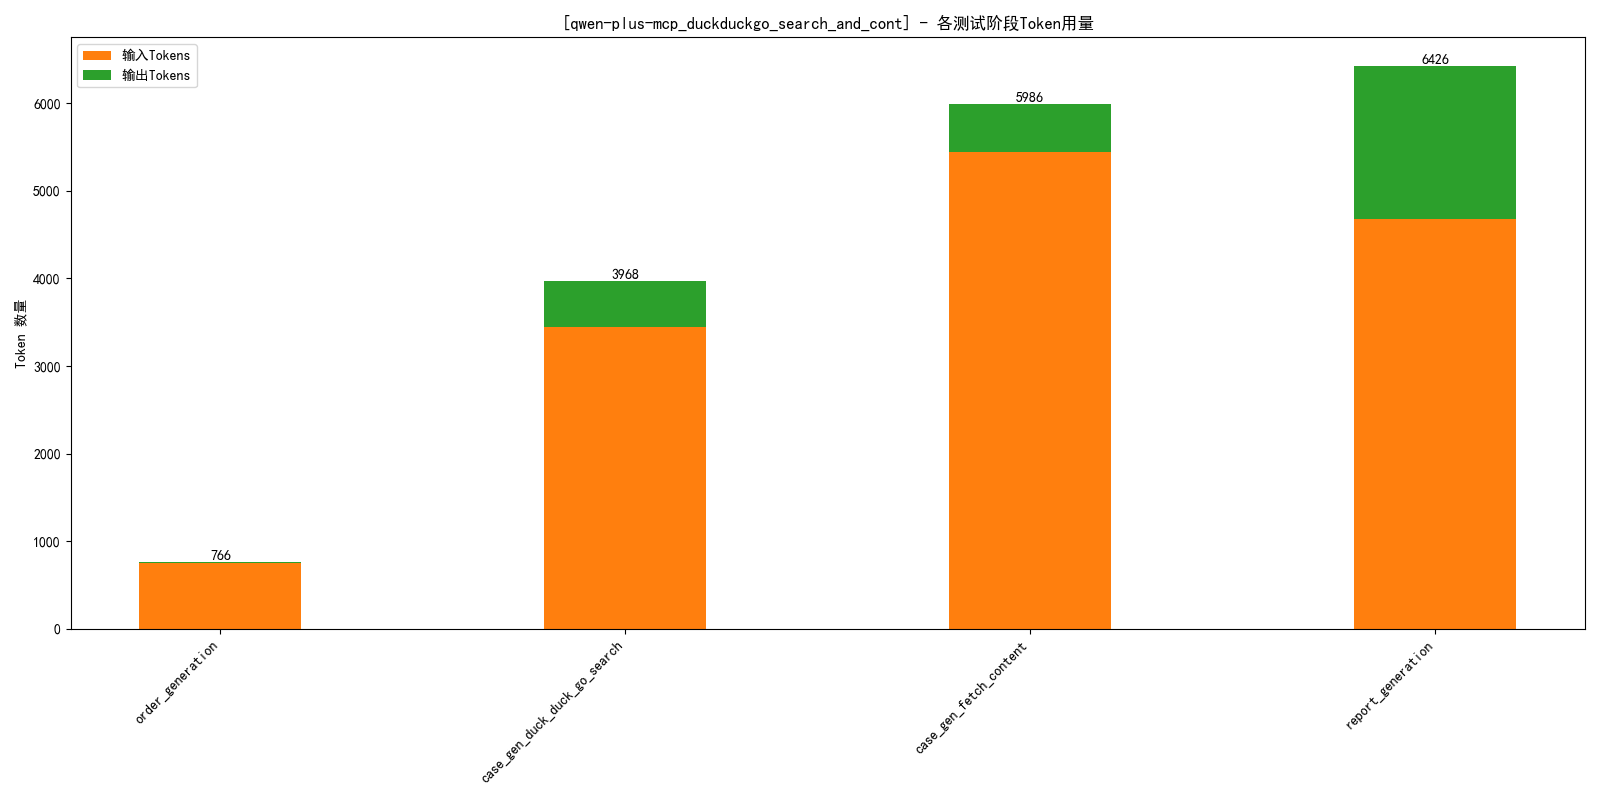 [qwen-plus-mcp_duckduckgo_search_and_cont] - 各测试阶段Token用量
输入Tokens
输出Tokens
Token 数量
6000
5000
4000
3000
2000
1000
0
766
3968
5986
6426
order_generation
case_gen_duck_duck_go_search
case_gen_fetch_content
report_generation